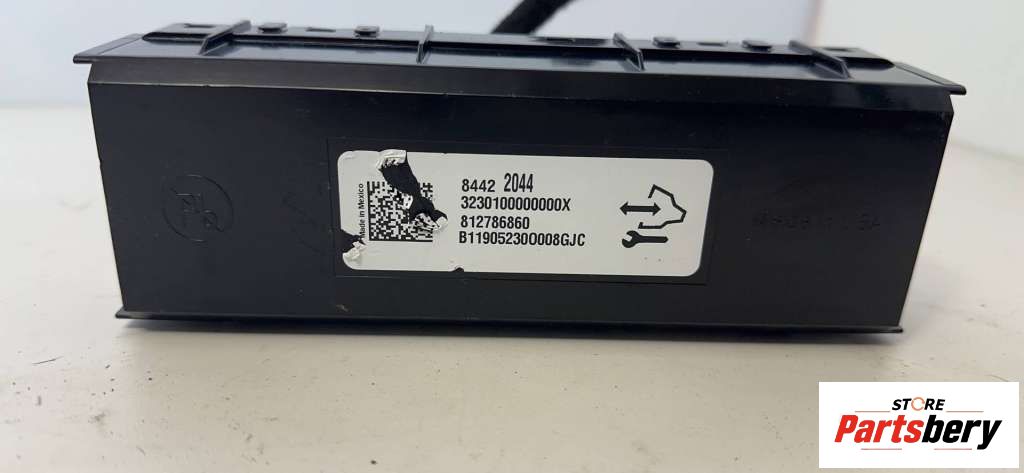 Made in Mexico
8442 2044
3230100000000X
812786860
B119052300008GJC
STORE
Partsbery